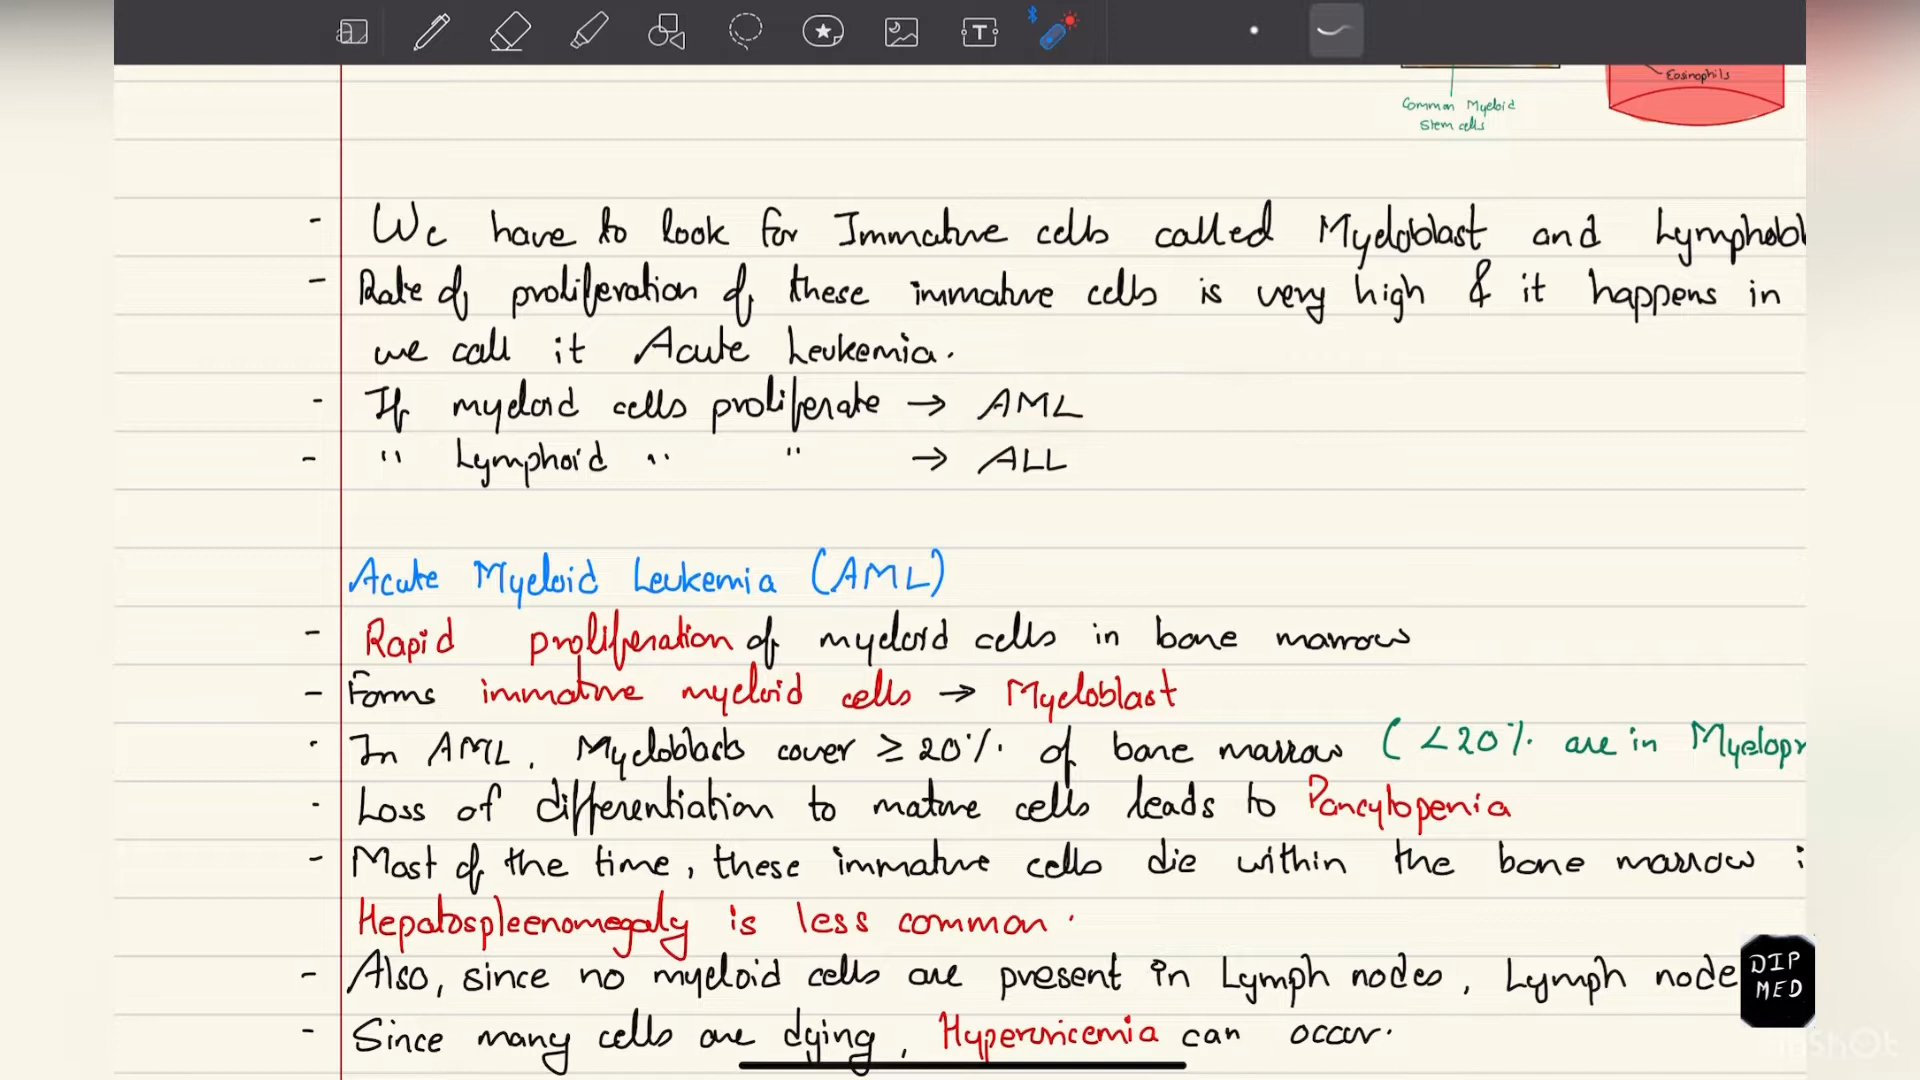 Eosinophils
Common Myeloid
Stem cells
- We have to look for Immature cells called Myeloblast and Lymphobl
- Rate of proliferation of these immature cells is very high & it happens in
we call it Acute Leukemia.
- If myeloid cells proliferate → AML
- " Lymphoid " " → ALL
Acute Myeloid Leukemia (AML)
- Rapid proliferation of myeloid cells in bone marrow
- Forms immature myeloid cells → Myeloblast
- In AML, Myeloblasts cover ≥ 20% of bone marrow ( <20% are in Myelopr
- Loss of differentiation to mature cells leads to Pancytopenia
- Most of the time, these immature cells die within the bone marrow
Hepatospleenomegaly is less common.
- Also, since no myeloid cells are present in Lymph nodes, Lymph node
- Since many cells are dying, Hyperuricemia can occur.
DIP
MED
InShOt